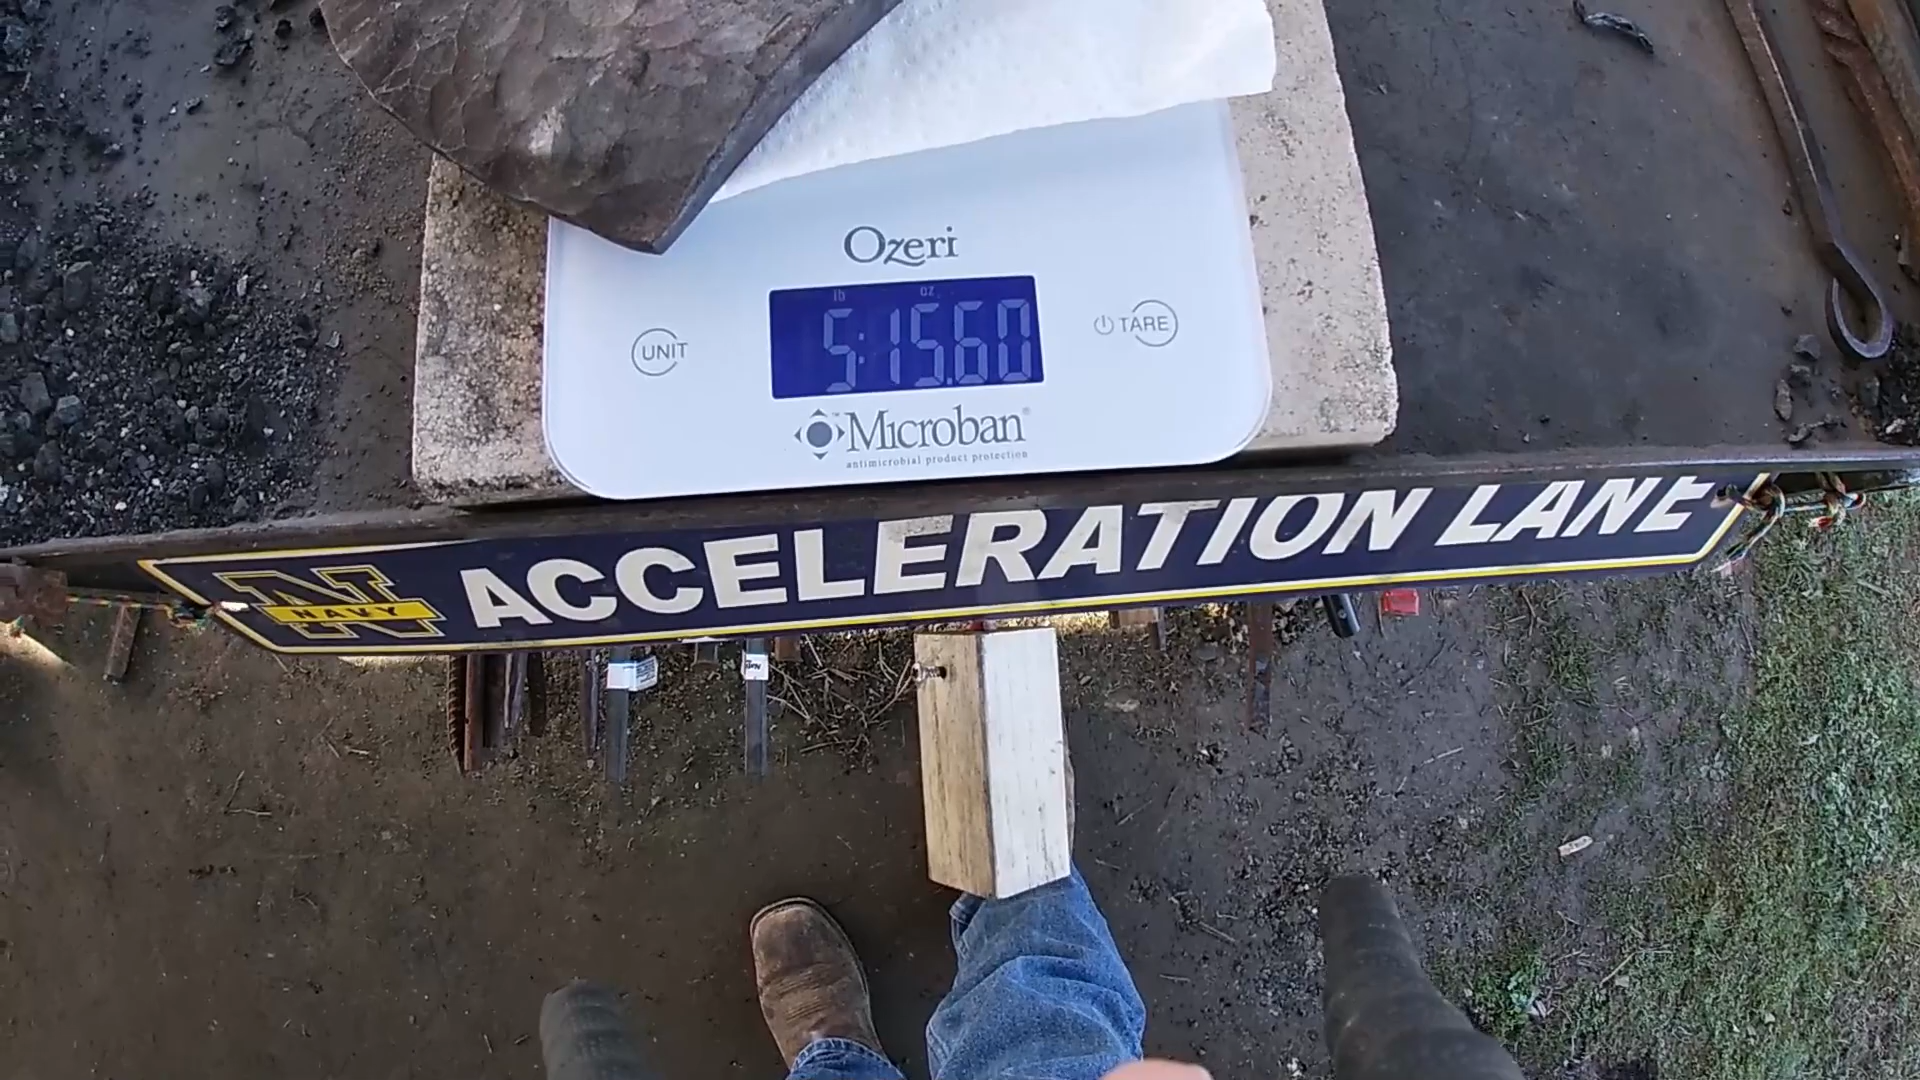 Ozeri
lb oz
5:15.60
UNIT
TARE
Microban®
antimicrobial product protection
N NAVY ACCELERATION LANE